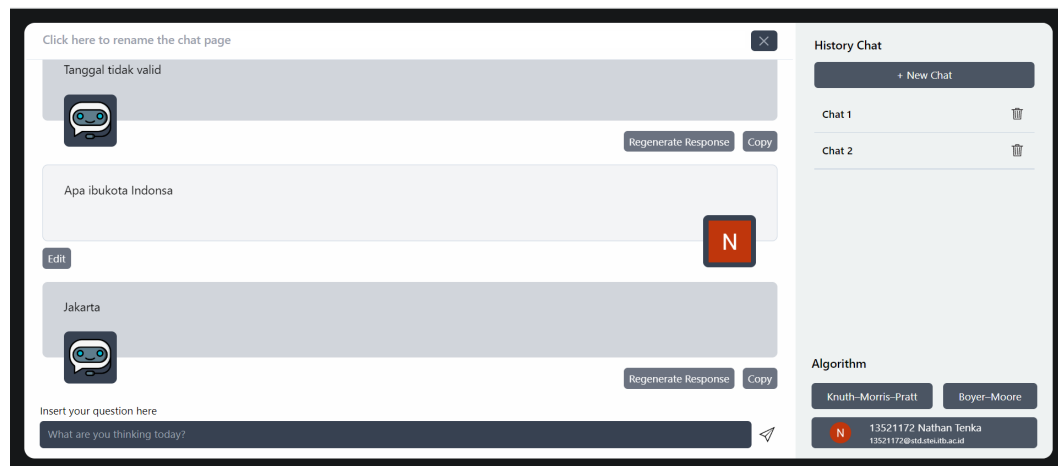 Click here to rename the chat page
Tanggal tidak valid
Regenerate Response
Copy
Apa ibukota Indonsa
N
Edit
Jakarta
Regenerate Response
Copy
Insert your question here
What are you thinking today?
History Chat
+ New Chat
Chat 1
Chat 2
Algorithm
Knuth–Morris–Pratt
Boyer–Moore
N
13521172 Nathan Tenka
13521172@std.stei.itb.ac.id